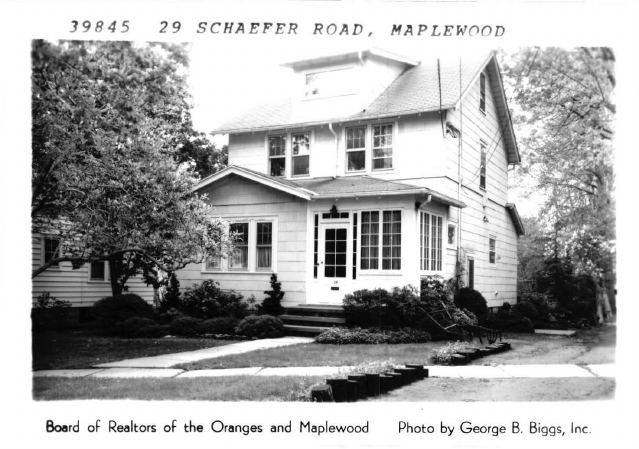 39845 29 SCHAEFER ROAD, MAPLEWOOD
Board of Realtors of the Oranges and Maplewood Photo by George B. Biggs, Inc.